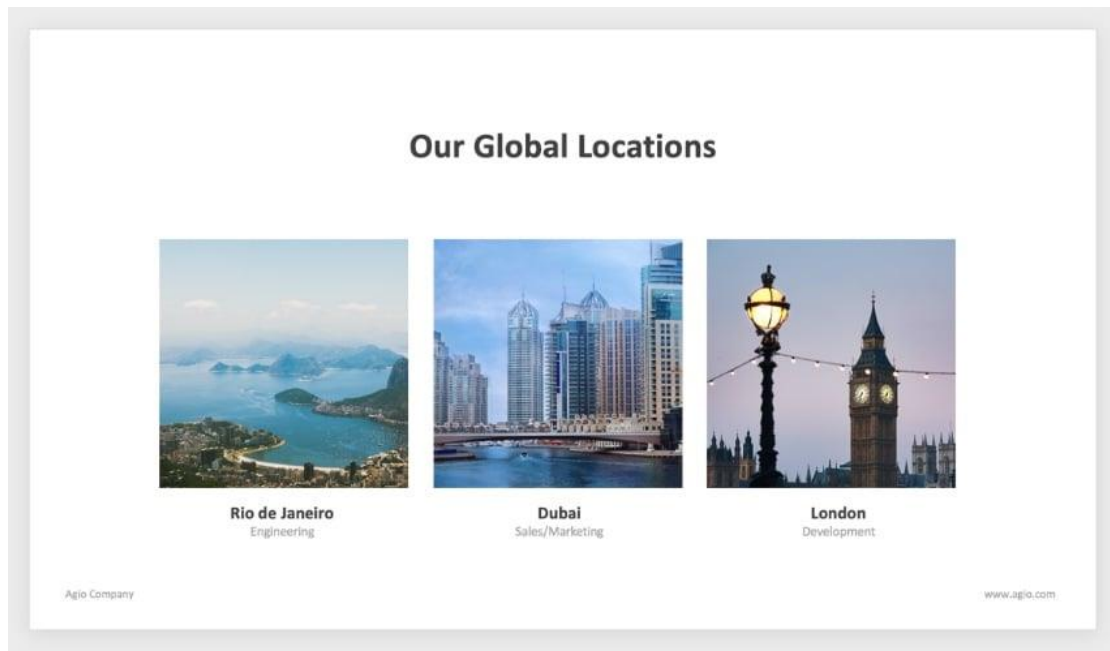 Our Global Locations
Rio de Janeiro
Engineering
Dubai
Sales/Marketing
London
Development
Agio Company
www.agio.com